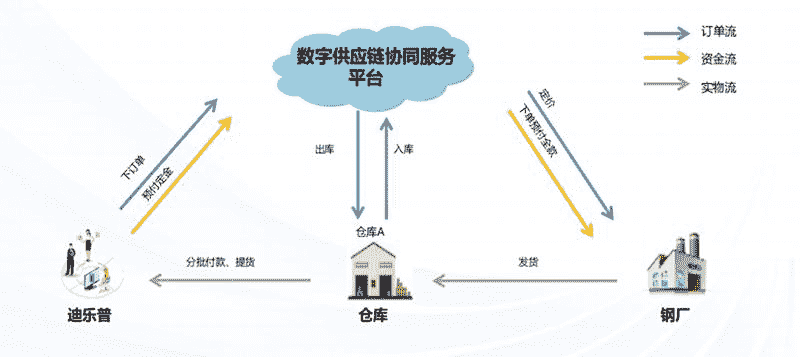 数字供应链协同服务
平台
订单流
资金流
实物流
下订单
预付定金
出库
入库
定价
下单预付全款
仓库A
分批付款、提货
发货
迪乐普
仓库
钢厂